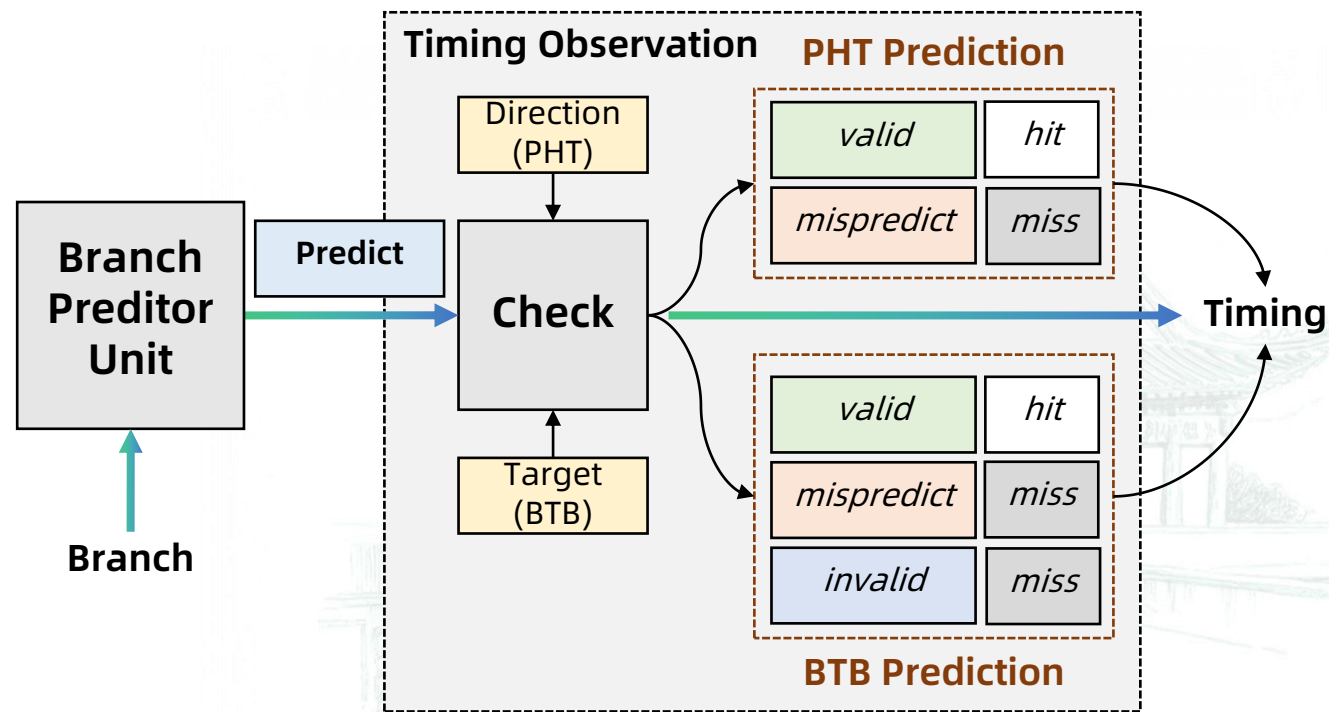 Timing Observation
PHT Prediction
Direction
(PHT)
valid
hit
mispredict
miss
Branch
Preditor
Unit
Predict
Check
Timing
valid
hit
mispredict
miss
invalid
miss
Target
(BTB)
Branch
BTB Prediction